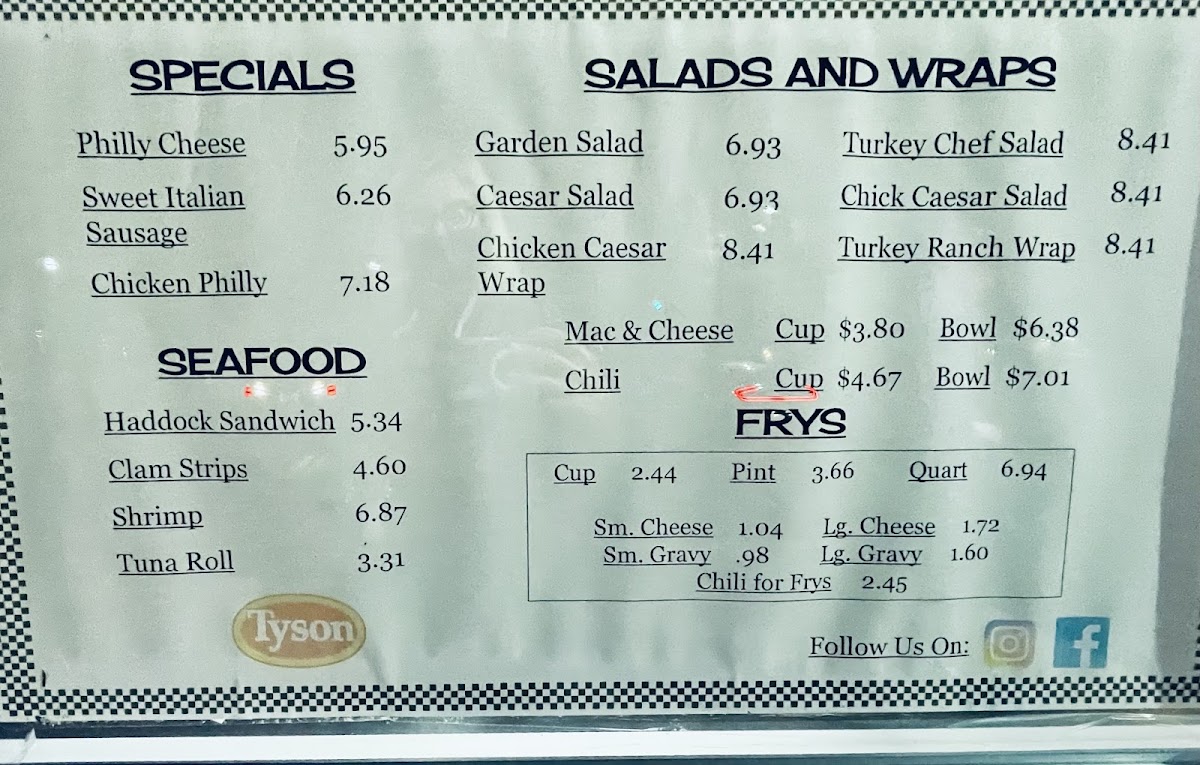 SPECIALS
Philly Cheese 5.95
Sweet Italian 6.26
Sausage
Chicken Philly 7.18
SEAFOOD
Haddock Sandwich 5.34
Clam Strips 4.60
Shrimp 6.87
Tuna Roll 3.31
Tyson
SALADS AND WRAPS
Garden Salad 6.93 Turkey Chef Salad 8.41
Caesar Salad 6.93 Chick Caesar Salad 8.41
Chicken Caesar 8.41 Turkey Ranch Wrap 8.41
Wrap
Mac & Cheese Cup $3.80 Bowl $6.38
Chili Cup $4.67 Bowl $7.01
FRYS
Cup 2.44 Pint 3.66 Quart 6.94
Sm. Cheese 1.04 Lg. Cheese 1.72
Sm. Gravy .98 Lg. Gravy 1.60
Chili for Frys 2.45
Follow Us On: